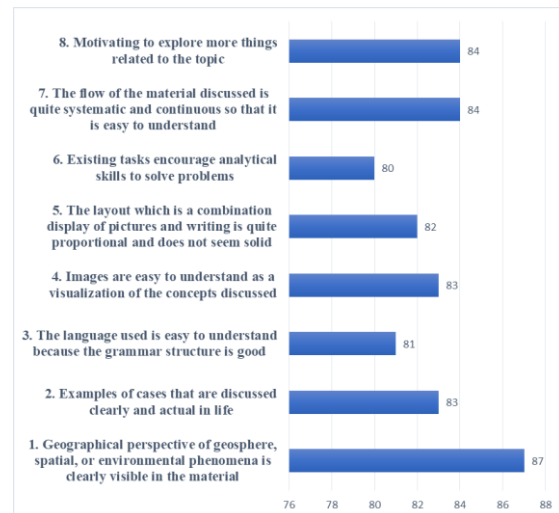 8. Motivating to explore more things
related to the topic
84
7. The flow of the material discussed is
quite systematic and continuous so that it
is easy to understand
84
6. Existing tasks encourage analytical
skills to solve problems
80
5. The layout which is a combination
display of pictures and writing is quite
proportional and does not seem solid
82
4. Images are easy to understand as a
visualization of the concepts discussed
83
3. The language used is easy to understand
because the grammar structure is good
81
2. Examples of cases that are discussed
clearly and actual in life
83
1. Geographical perspective of geosphere,
spatial, or environmental phenomena is
clearly visible in the material
87
76 78 80 82 84 86 88